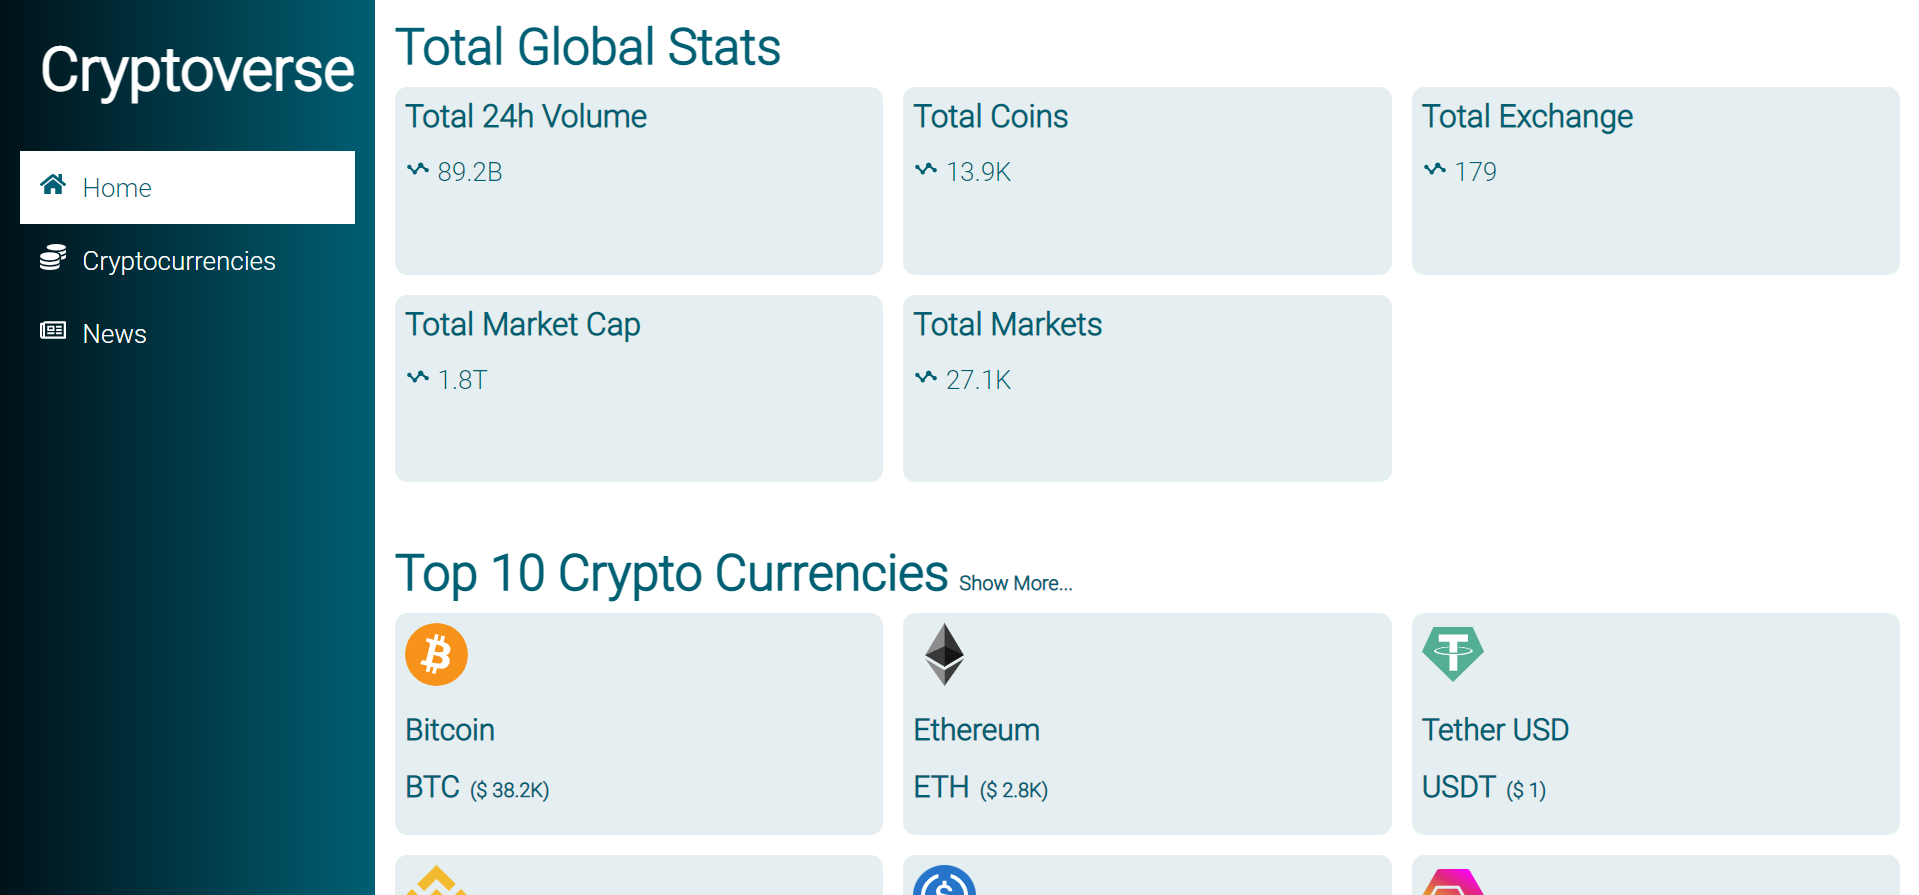 Cryptoverse
Home
Cryptocurrencies
News
Total Global Stats
Total 24h Volume
89.2B
Total Coins
13.9K
Total Exchange
179
Total Market Cap
1.8T
Total Markets
27.1K
Top 10 Crypto Currencies Show More...
Bitcoin
BTC ($ 38.2K)
Ethereum
ETH ($ 2.8K)
Tether USD
USDT ($ 1)